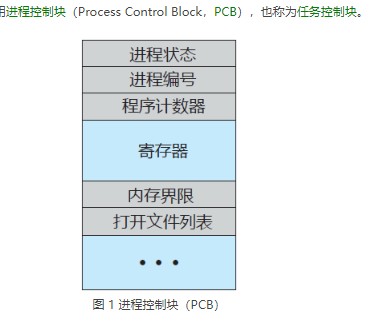 进程控制块（Process Control Block，PCB），也称为任务控制块。
进程状态
进程编号
程序计数器
寄存器
内存界限
打开文件列表
• • •
图 1 进程控制块（PCB）